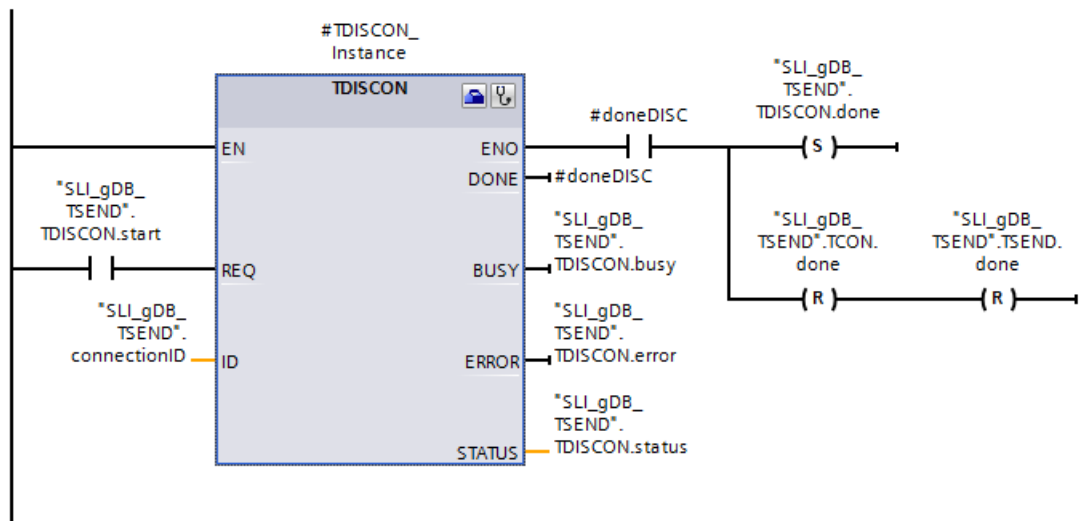 #TDISCON_
Instance
TDISCON
EN
ENO
#doneDISC
"SLI_gDB_
TSEND".
TDISCON.done
S
DONE
#doneDISC
"SLI_gDB_
TSEND".
TDISCON.start
REQ
BUSY
"SLI_gDB_
TSEND".
TDISCON.busy
"SLI_gDB_
TSEND".TCON.
done
R
"SLI_gDB_
TSEND".TSEND.
done
R
"SLI_gDB_
TSEND".
connectionID
ID
ERROR
"SLI_gDB_
TSEND".
TDISCON.error
STATUS
"SLI_gDB_
TSEND".
TDISCON.status